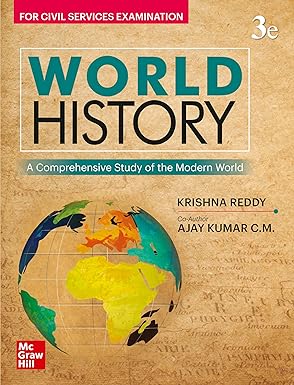 FOR CIVIL SERVICES EXAMINATION
3e
WORLD
HISTORY
A Comprehensive Study of the Modern World
KRISHNA REDDY
Co-Author
AJAY KUMAR C.M.
Mc
Graw
Hill